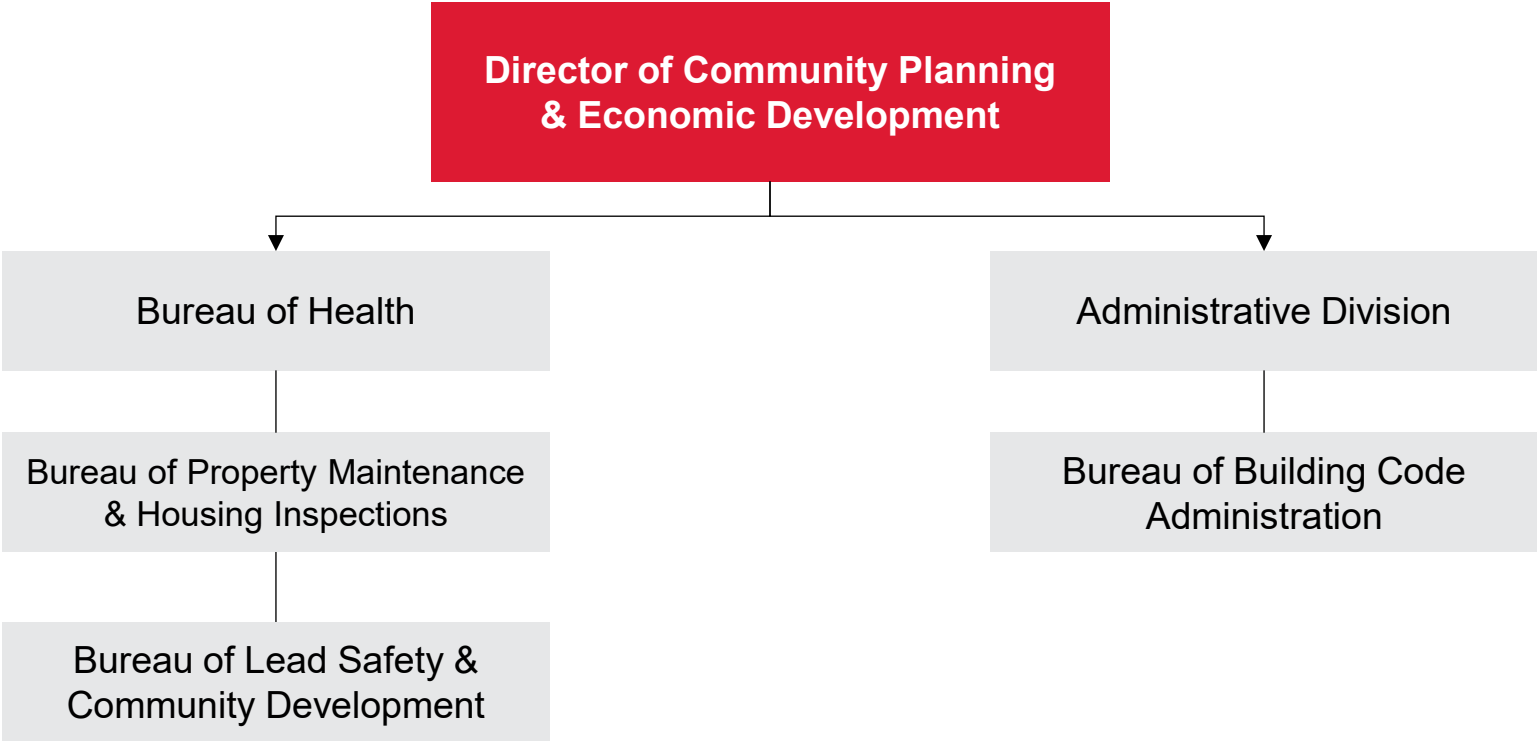 Director of Community Planning
& Economic Development
Bureau of Health
Administrative Division
Bureau of Property Maintenance
& Housing Inspections
Bureau of Building Code
Administration
Bureau of Lead Safety &
Community Development